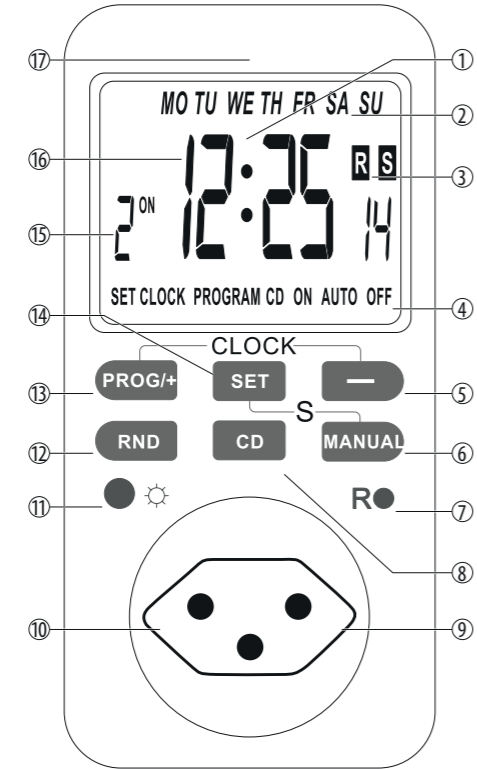 ⑰ ①
MO TU WE TH FR SA SU ②
⑯ 12:25 R S ③
⑮ 2 ON 14
SET CLOCK PROGRAM CD ON AUTO OFF ④
⑭ CLOCK
⑬ PROG/+ SET — ⑤
S
⑫ RND CD MANUAL ⑥
⑪ R ⑦
⑧
⑩ ⑨